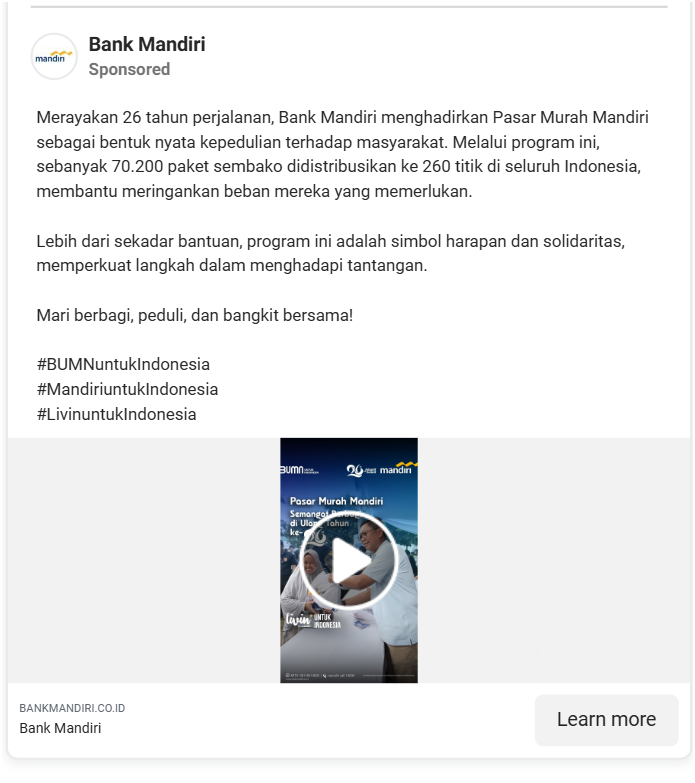 mandiri
Bank Mandiri
Sponsored
Merayakan 26 tahun perjalanan, Bank Mandiri menghadirkan Pasar Murah Mandiri
sebagai bentuk nyata kepedulian terhadap masyarakat. Melalui program ini,
sebanyak 70.200 paket sembako didistribusikan ke 260 titik di seluruh Indonesia,
membantu meringankan beban mereka yang memerlukan.
Lebih dari sekadar bantuan, program ini adalah simbol harapan dan solidaritas,
memperkuat langkah dalam menghadapi tantangan.
Mari berbagi, peduli, dan bangkit bersama!
#BUMNuntukIndonesia
#MandiriuntukIndonesia
#LivinuntukIndonesia
BUMN 26 mandiri
Pasar Murah Mandiri
Semangat Berbagi
di Ulang Tahun
ke-26
livin' UNTUK
INDONESIA
BANKMANDIRI.CO.ID
Bank Mandiri
Learn more